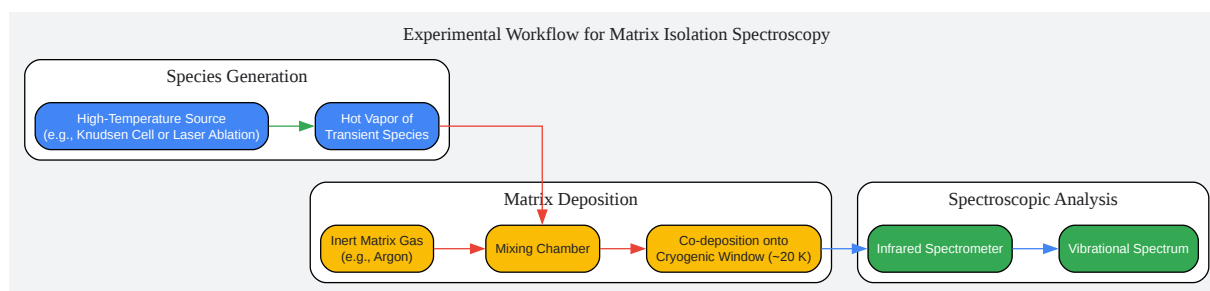 Experimental Workflow for Matrix Isolation Spectroscopy
Species Generation
High-Temperature Source
(e.g., Knudsen Cell or Laser Ablation)
Hot Vapor of
Transient Species
Matrix Deposition
Inert Matrix Gas
(e.g., Argon)
Mixing Chamber
Co-deposition onto
Cryogenic Window (~20 K)
Spectroscopic Analysis
Infrared Spectrometer
Vibrational Spectrum